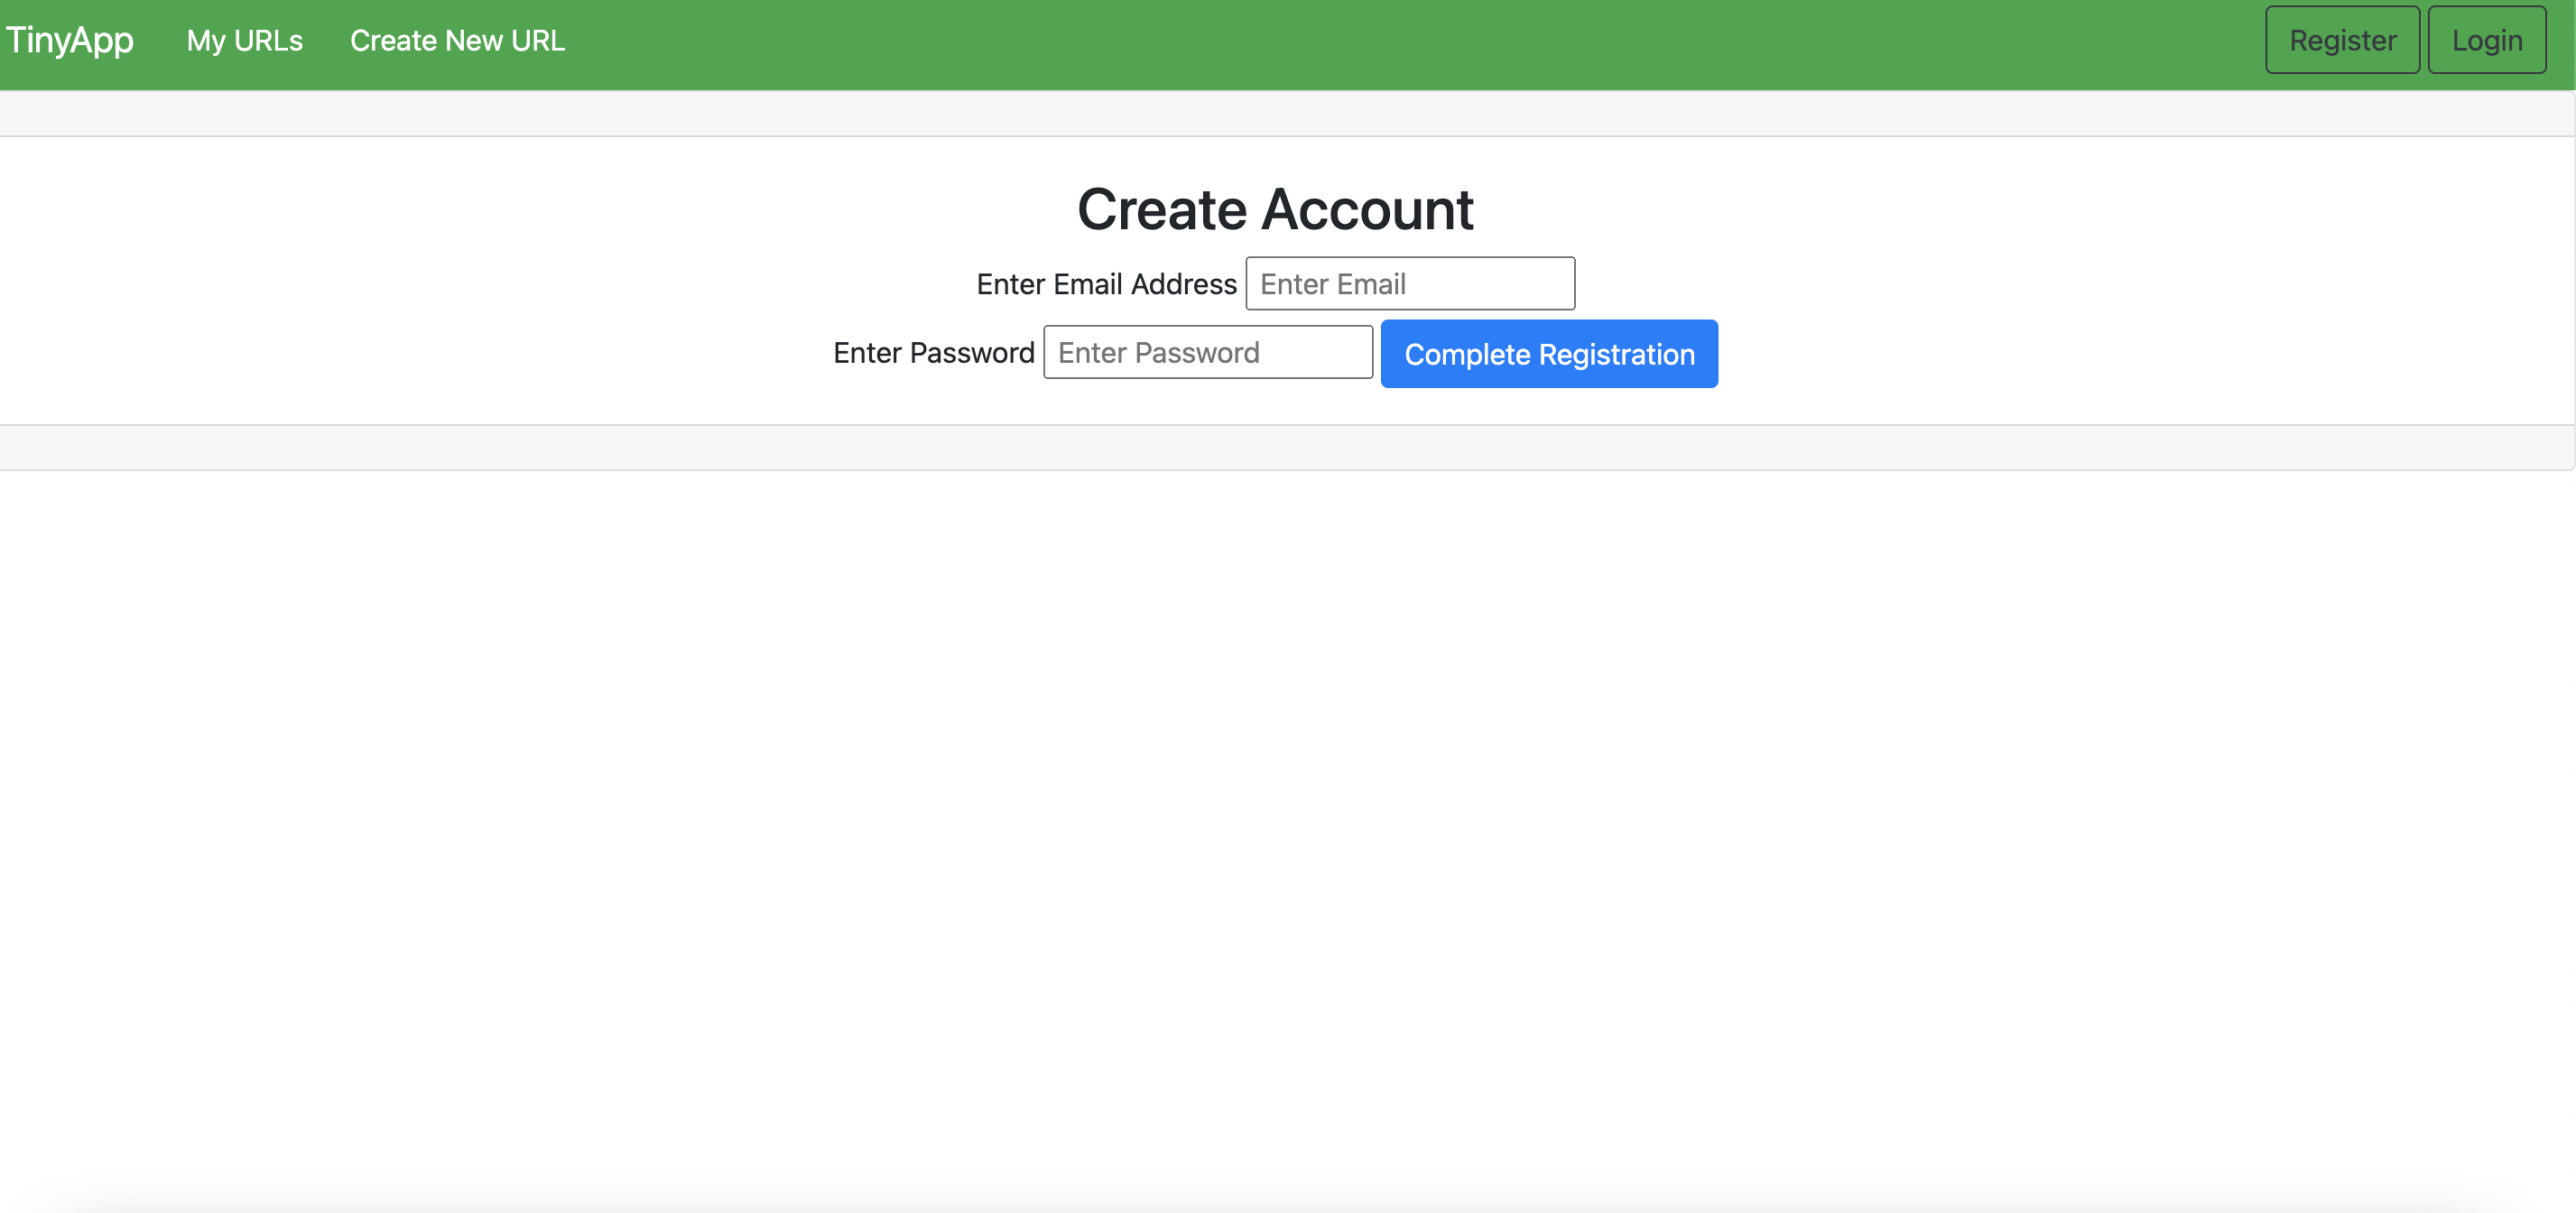 TinyApp My URLs Create New URL Register Login
Create Account
Enter Email Address Enter Email
Enter Password Enter Password Complete Registration